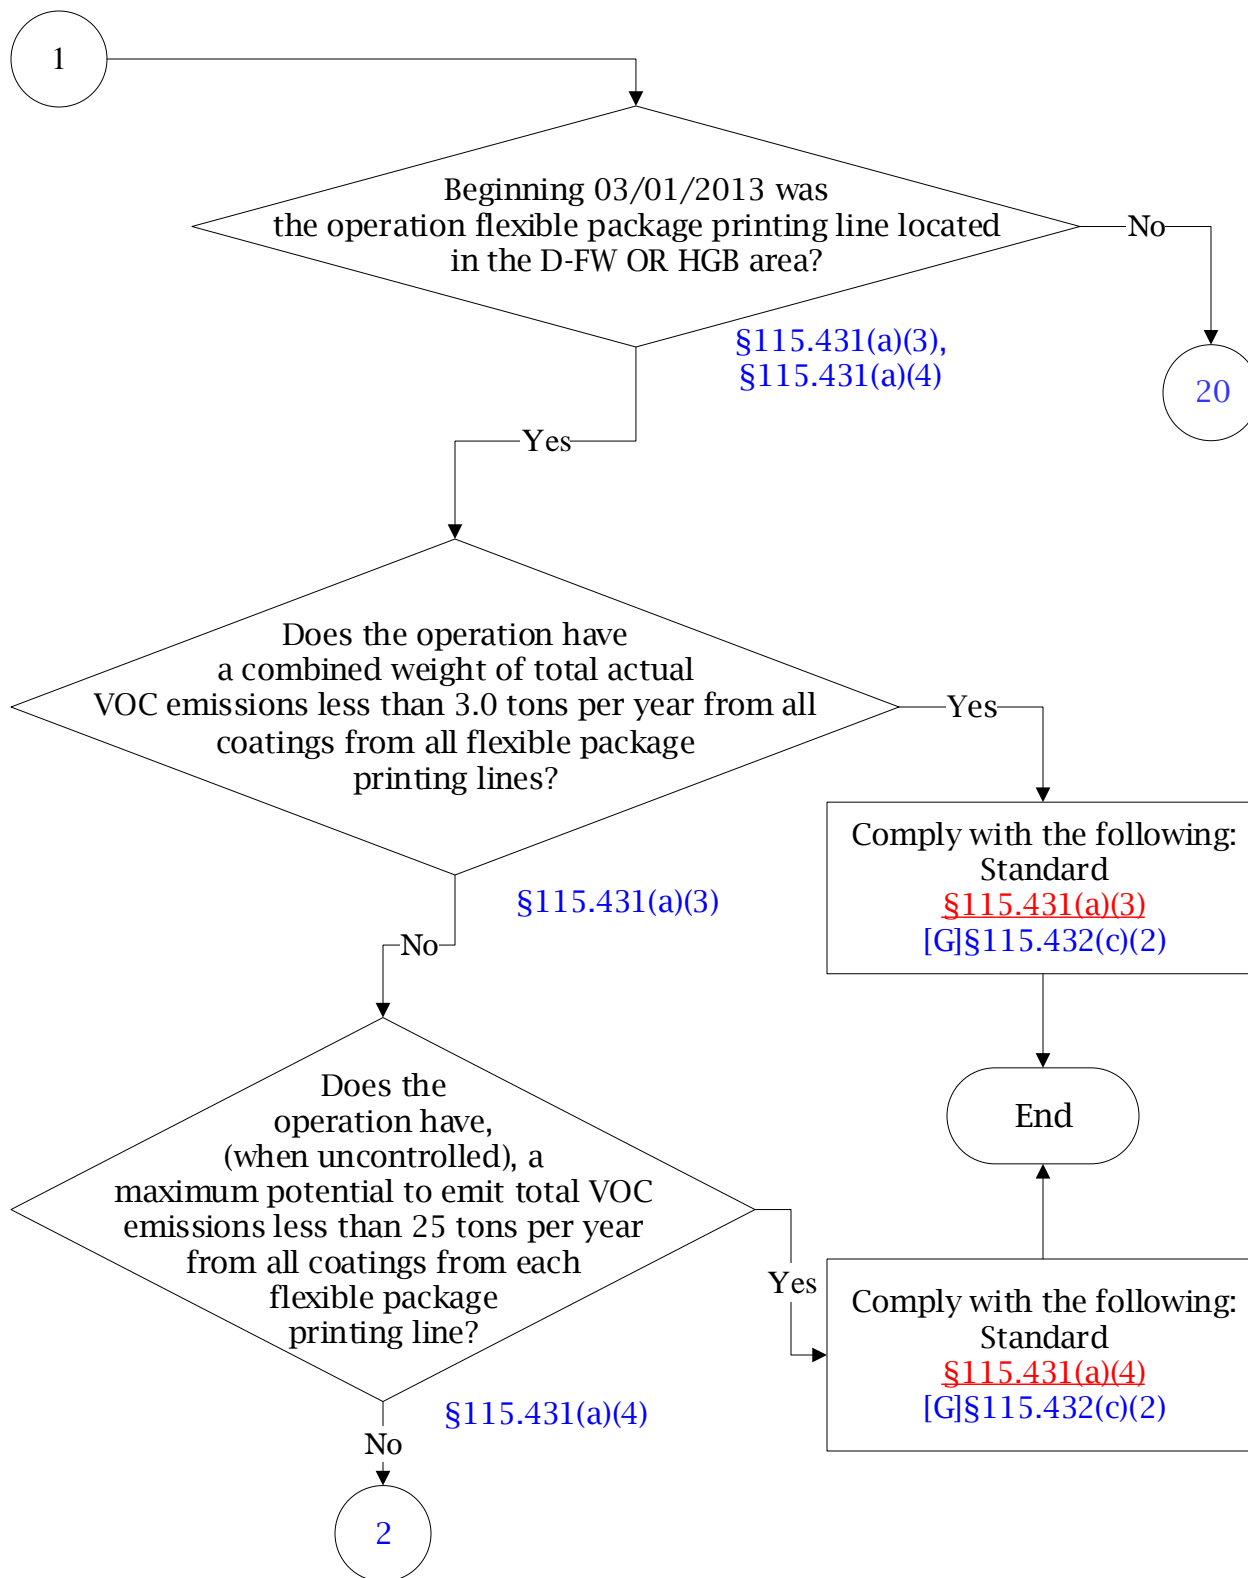 1
Beginning 03/01/2013 was
the operation flexible package printing line located
in the D-FW OR HGB area?
No
§115.431(a)(3),
§115.431(a)(4)
20
Yes
Does the operation have
a combined weight of total actual
VOC emissions less than 3.0 tons per year from all
coatings from all flexible package
printing lines?
Yes
Comply with the following:
Standard
§115.431(a)(3)
[G]§115.432(c)(2)
§115.431(a)(3)
No
Does the
operation have,
(when uncontrolled), a
maximum potential to emit total VOC
emissions less than 25 tons per year
from all coatings from each
flexible package
printing line?
End
Yes
Comply with the following:
Standard
§115.431(a)(4)
[G]§115.432(c)(2)
§115.431(a)(4)
No
2